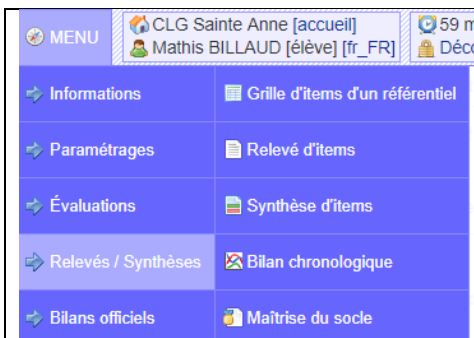 MENU
CLG Sainte Anne [accueil]
Mathis BILLAUD [élève] [fr_FR]
59 m
Déco
Informations
Grille d'items d'un référentiel
Paramétrages
Relevé d'items
Évaluations
Synthèse d'items
Relevés / Synthèses
Bilan chronologique
Bilans officiels
Maîtrise du socle